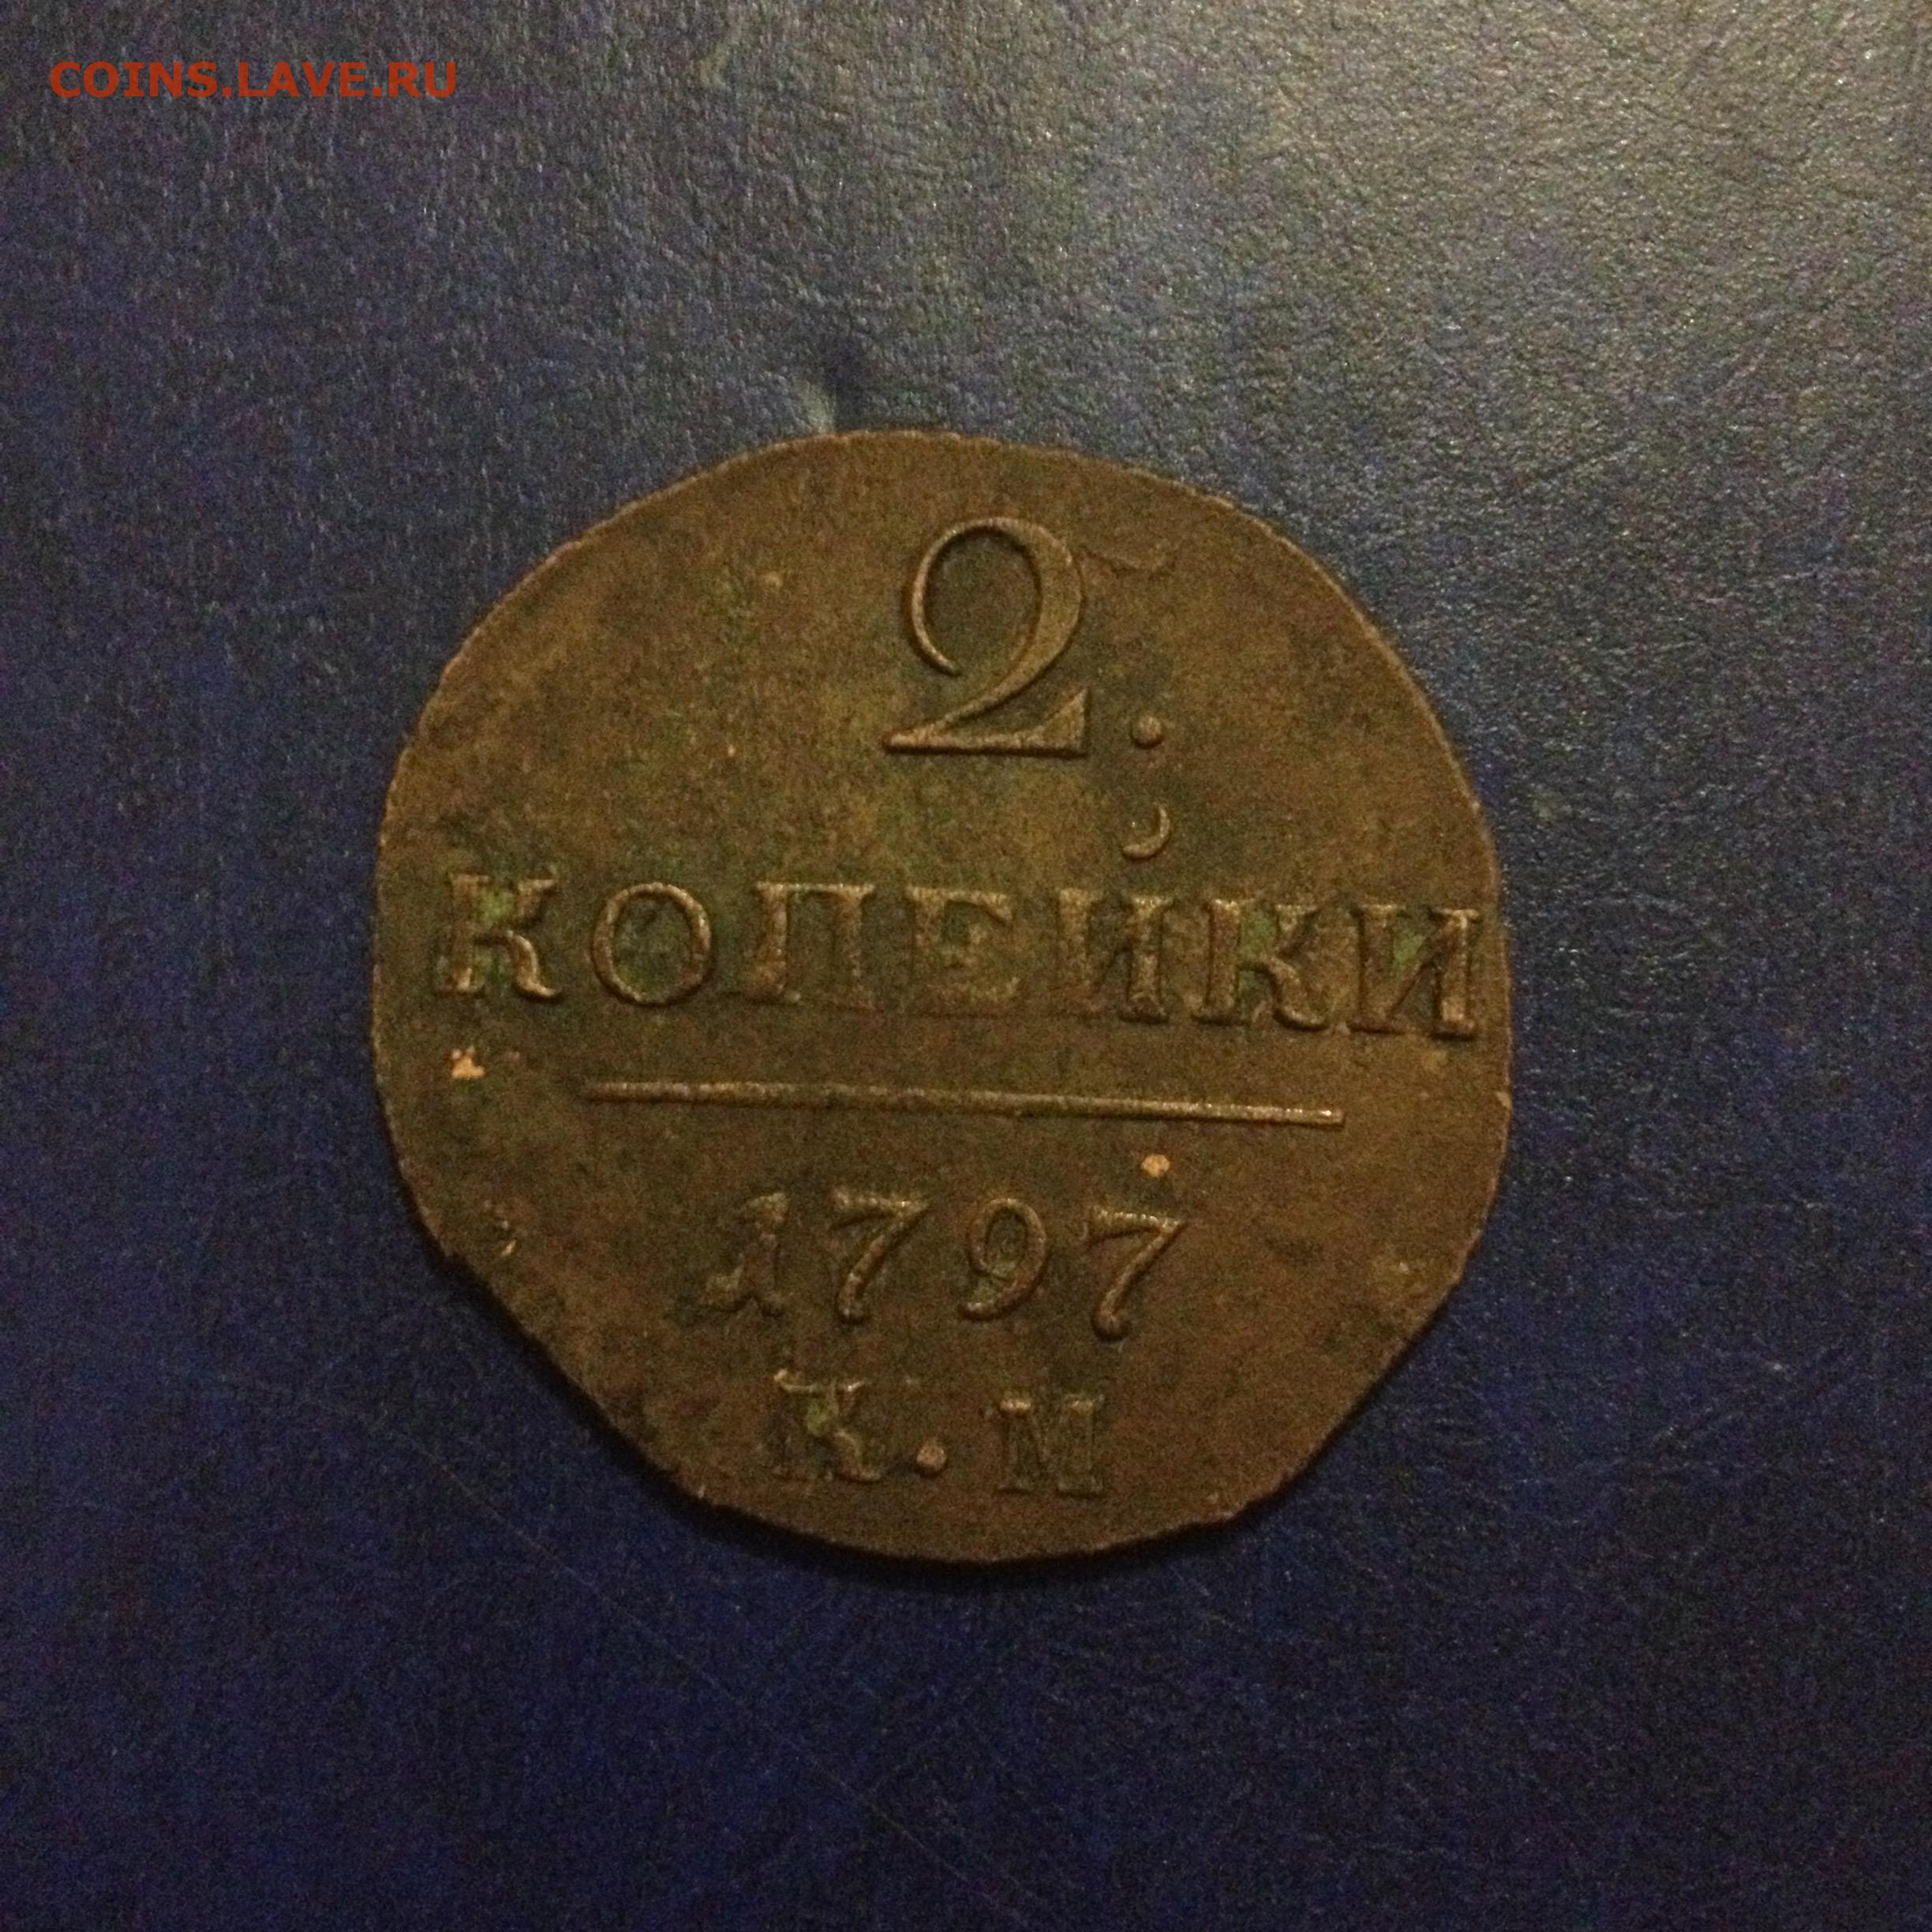 COINS.LAVE.RU
2.
КОПЕЙКИ
1797
К·М